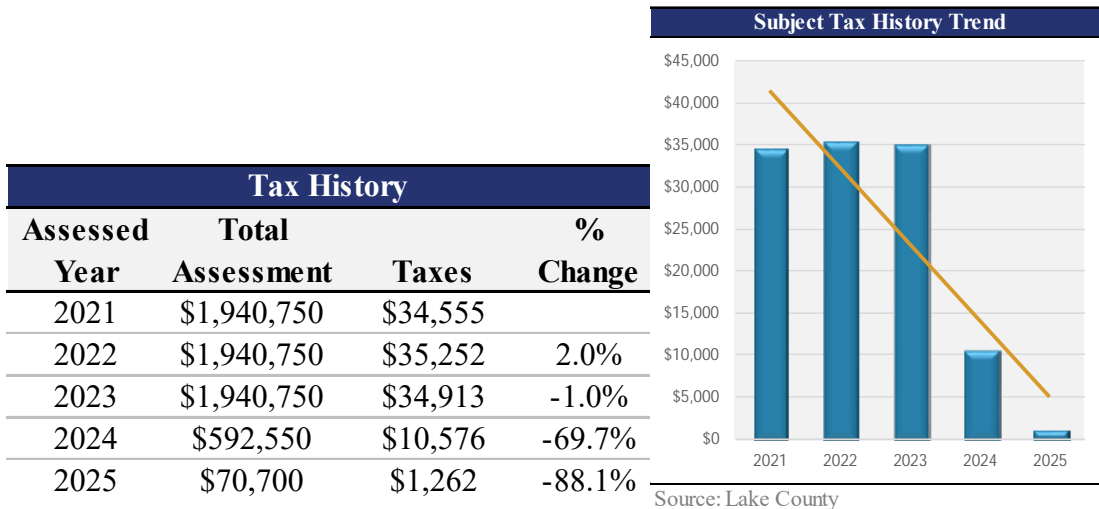 Subject Tax History Trend
$45,000
$40,000
$35,000
$30,000
$25,000
$20,000
$15,000
$10,000
$5,000
$0
2021 2022 2023 2024 2025
Source: Lake County
Tax History
Assessed Total %
Year Assessment Taxes Change
2021 $1,940,750 $34,555
2022 $1,940,750 $35,252 2.0%
2023 $1,940,750 $34,913 -1.0%
2024 $592,550 $10,576 -69.7%
2025 $70,700 $1,262 -88.1%